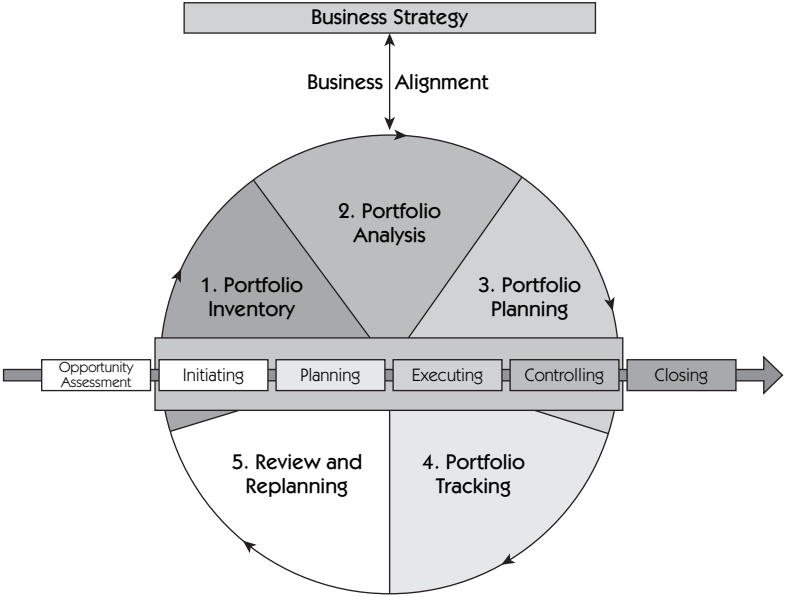 Business Strategy
Business Alignment
2. Portfolio
Analysis
1. Portfolio
Inventory
3. Portfolio
Planning
Opportunity
Assessment
Initiating
Planning
Executing
Controlling
Closing
5. Review and
Replanning
4. Portfolio
Tracking